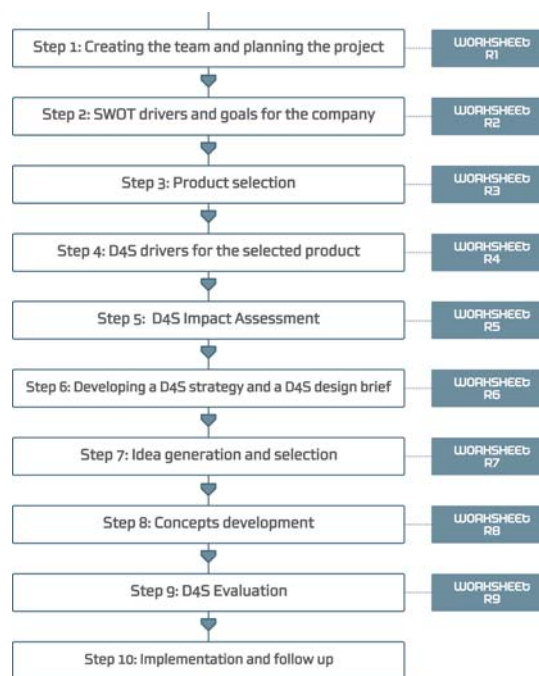 Step 1: Creating the team and planning the project
WORKSHEET
R1
Step 2: SWOT drivers and goals for the company
WORKSHEET
R2
Step 3: Product selection
WORKSHEET
R3
Step 4: D4S drivers for the selected product
WORKSHEET
R4
Step 5: D4S Impact Assessment
WORKSHEET
R5
Step 6: Developing a D4S strategy and a D4S design brief
WORKSHEET
R6
Step 7: Idea generation and selection
WORKSHEET
R7
Step 8: Concepts development
WORKSHEET
R8
Step 9: D4S Evaluation
WORKSHEET
R9
Step 10: Implementation and follow up